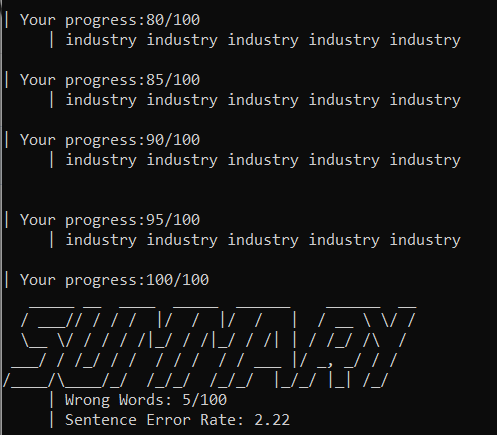 | Your progress:80/100
| industry industry industry industry industry
| Your progress:85/100
| industry industry industry industry industry
| Your progress:90/100
| industry industry industry industry industry
| Your progress:95/100
| industry industry industry industry industry
| Your progress:100/100
SUMMARY
| Wrong Words: 5/100
| Sentence Error Rate: 2.22